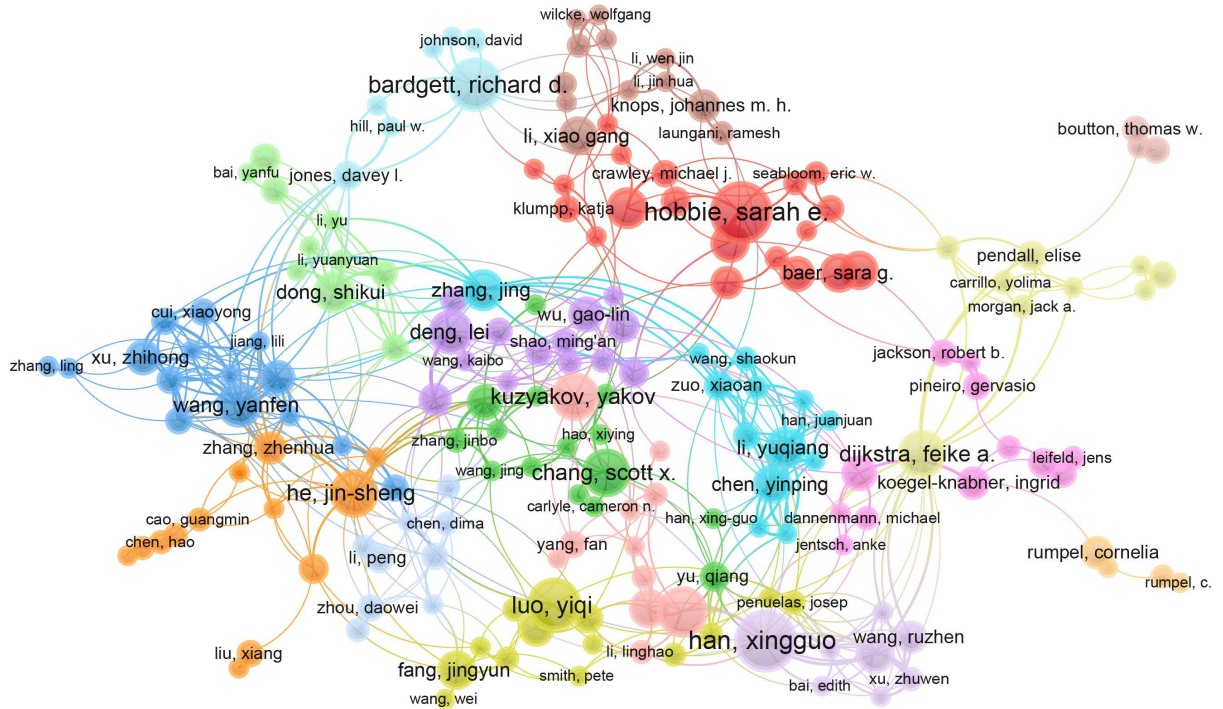 wilcke, wolfgang
johnson, david
li, wen jin
bardgett, richard d.
li, jin hua
knops, johannes m. h.
hill, paul w.
li, xiao gang
laungani, ramesh
boutton, thomas w.
bai, yanfu
jones, davey l.
crawley, michael j.
seabloom, eric w.
klumpp, katja
hobbie, sarah e.
li, yu
pendall, elise
li, yuanyuan
baer, sara g.
carrillo, yolima
dong, shikui
zhang, jing
morgan, jack a.
cui, xiaoyong
wu, gao-lin
deng, lei
jiang, lili
shao, ming'an
xu, zhihong
wang, kaibo
wang, shaokun
jackson, robert b.
zhang, ling
zuo, xiaoan
pineiro, gervasio
wang, yanfen
kuzyakov, yakov
han, juanjuan
zhang, zhenhua
zhang, jinbo
hao, xiying
li, yuqiang
dijkstra, feike a.
leifeld, jens
wang, jing
chang, scott x.
chen, yinping
koegel-knabner, ingrid
he, jin-sheng
carlyle, cameron n.
cao, guangmin
chen, dima
han, xing-guo
dannenmann, michael
chen, hao
li, peng
yang, fan
jentsch, anke
rumpel, cornelia
yu, qiang
rumpel, c.
zhou, daowei
luo, yiqi
penuelas, josep
han, xingguo
wang, ruzhen
liu, xiang
li, linghao
fang, jingyun
smith, pete
bai, edith
xu, zhuwen
wang, wei